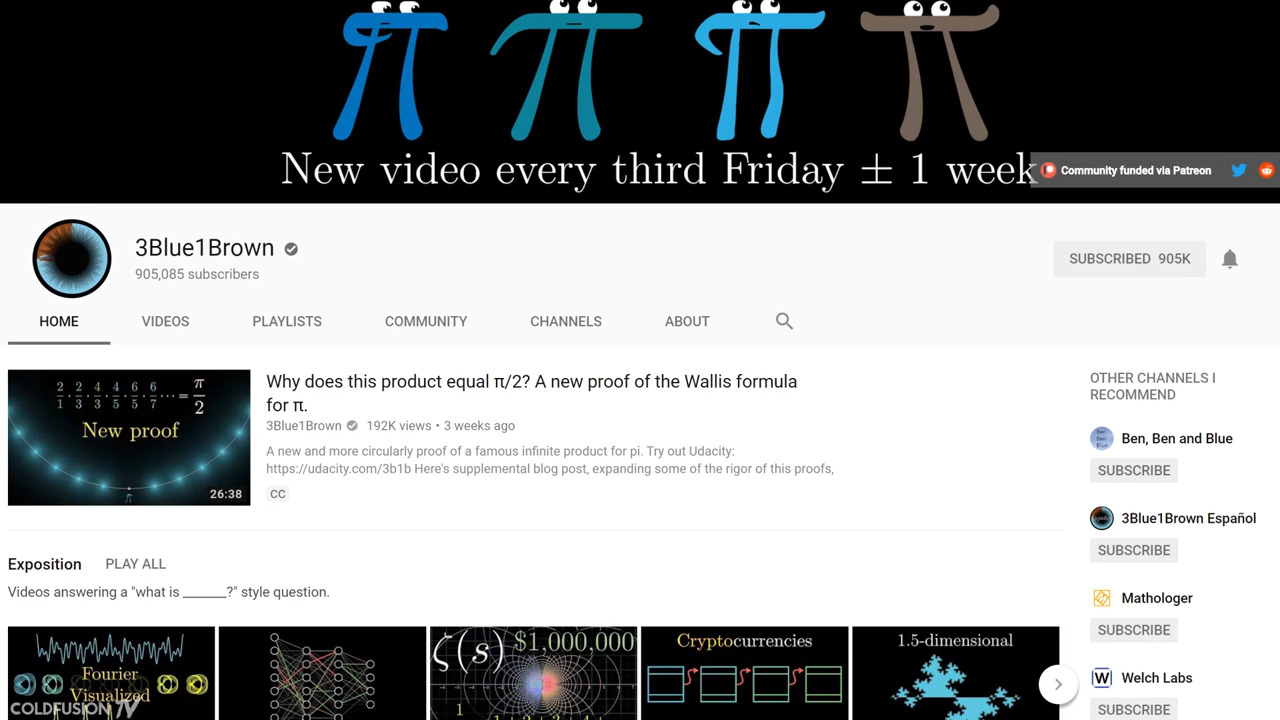 New video every third Friday ± 1 week
Community funded via Patreon
3Blue1Brown
905,085 subscribers
SUBSCRIBED 905K
HOME VIDEOS PLAYLISTS COMMUNITY CHANNELS ABOUT
2/1 · 2/3 · 4/3 · 4/5 · 6/5 · 6/7 ··· = π/2
New proof
π
26:38
Why does this product equal π/2? A new proof of the Wallis formula
for π.
3Blue1Brown 192K views • 3 weeks ago
A new and more circularly proof of a famous infinite product for pi. Try out Udacity:
https://udacity.com/3b1b Here's supplemental blog post, expanding some of the rigor of this proofs,
CC
OTHER CHANNELS I
RECOMMEND
Ben, Ben and Blue
SUBSCRIBE
3Blue1Brown Español
SUBSCRIBE
Mathologer
SUBSCRIBE
W
Welch Labs
SUBSCRIBE
Exposition PLAY ALL
Videos answering a "what is ______?" style question.
Fourier
Visualized
ζ(s) $1,000,000
Cryptocurrencies
1.5-dimensional
COLDFUSION TV